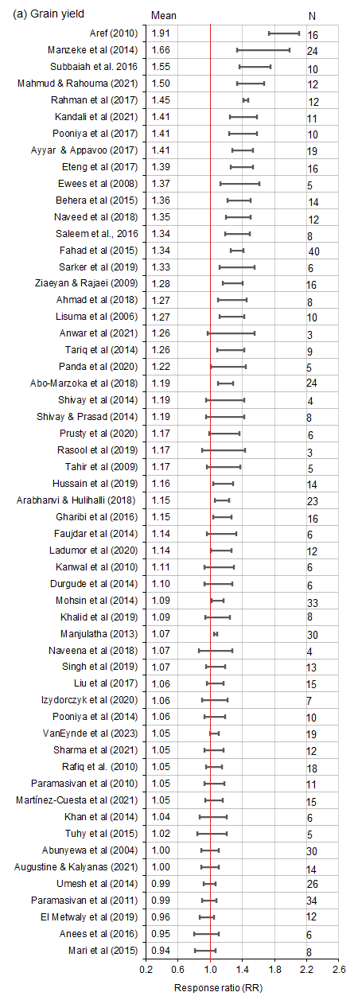 (a) Grain yield Mean N
Aref (2010) 1.91 16
Manzeke et al (2014) 1.66 24
Subbaiah et al. 2016 1.55 10
Mahmud & Rahouma (2021) 1.50 12
Rahman et al (2017) 1.45 12
Kandali et al (2021) 1.41 11
Pooniya et al (2017) 1.41 10
Ayyar & Appavoo (2017) 1.41 19
Eteng et al (2017) 1.39 16
Ewees et al (2008) 1.37 5
Behera et al (2015) 1.36 14
Naveed et al (2018) 1.35 12
Saleem et al., 2016 1.34 8
Fahad et al (2015) 1.34 40
Sarker et al (2019) 1.33 6
Ziaeyan & Rajaei (2009) 1.28 16
Ahmad et al (2018) 1.27 8
Lisuma et al (2006) 1.27 10
Anwar et al (2021) 1.26 3
Tariq et al (2014) 1.26 9
Panda et al (2020) 1.22 5
Abo-Marzoka et al (2018) 1.19 24
Shivay et al (2014) 1.19 4
Shivay & Prasad (2014) 1.19 8
Prusty et al (2020) 1.17 6
Rasool et al (2019) 1.17 3
Tahir et al (2009) 1.17 5
Hussain et al (2019) 1.16 14
Arabhanvi & Hulihalli (2018) 1.15 23
Gharibi et al (2016) 1.15 16
Faujdar et al (2014) 1.14 6
Ladumor et al (2020) 1.14 12
Kanwal et al (2010) 1.11 6
Durgude et al (2014) 1.10 6
Mohsin et al (2014) 1.09 33
Khalid et al (2019) 1.09 8
Manjulatha (2013) 1.07 30
Naveena et al (2018) 1.07 4
Singh et al (2019) 1.07 13
Liu et al (2017) 1.06 15
Izydorczyk et al (2020) 1.06 7
Pooniya et al (2014) 1.06 10
VanEynde et al (2023) 1.05 19
Sharma et al (2021) 1.05 12
Rafiq et al. (2010) 1.05 18
Paramasivan et al (2010) 1.05 11
Martínez-Cuesta et al (2021) 1.05 15
Khan et al (2014) 1.04 6
Tuhy et al (2015) 1.02 5
Abunyewa et al (2004) 1.00 30
Augustine & Kalyanas (2021) 1.00 14
Umesh et al (2014) 0.99 26
Paramasivan et al (2011) 0.99 34
El Metwaly et al (2019) 0.96 12
Anees et al (2016) 0.95 6
Mari et al (2015) 0.94 8
0.2 0.6 1.0 1.4 1.8 2.2 2.6
Response ratio (RR)